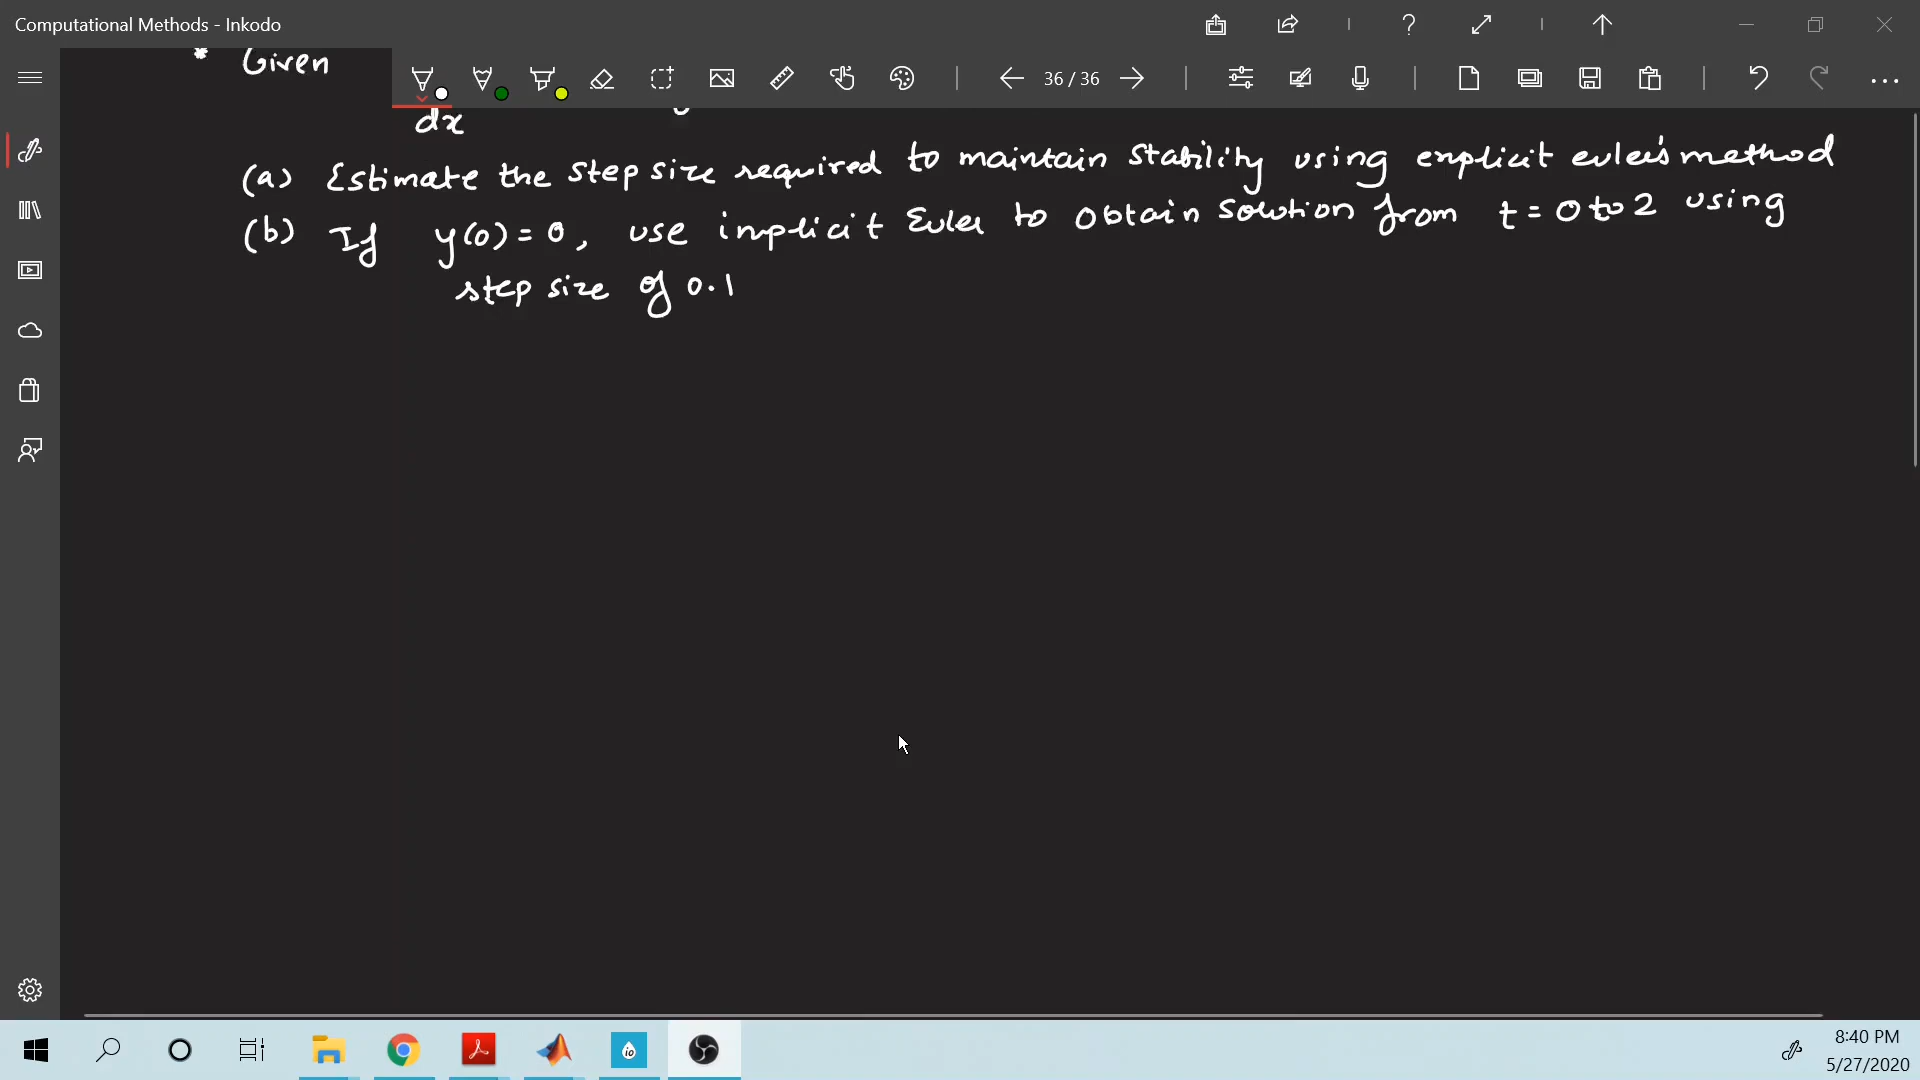 Computational Methods - Inkodo
* Given
36 / 36
dx
(a) Estimate the step size required to maintain stability using explicit euler's method
(b) If y(0) = 0, use implicit Euler to obtain solution from t = 0 to 2 using
step size of 0.1
io
8:40 PM
5/27/2020